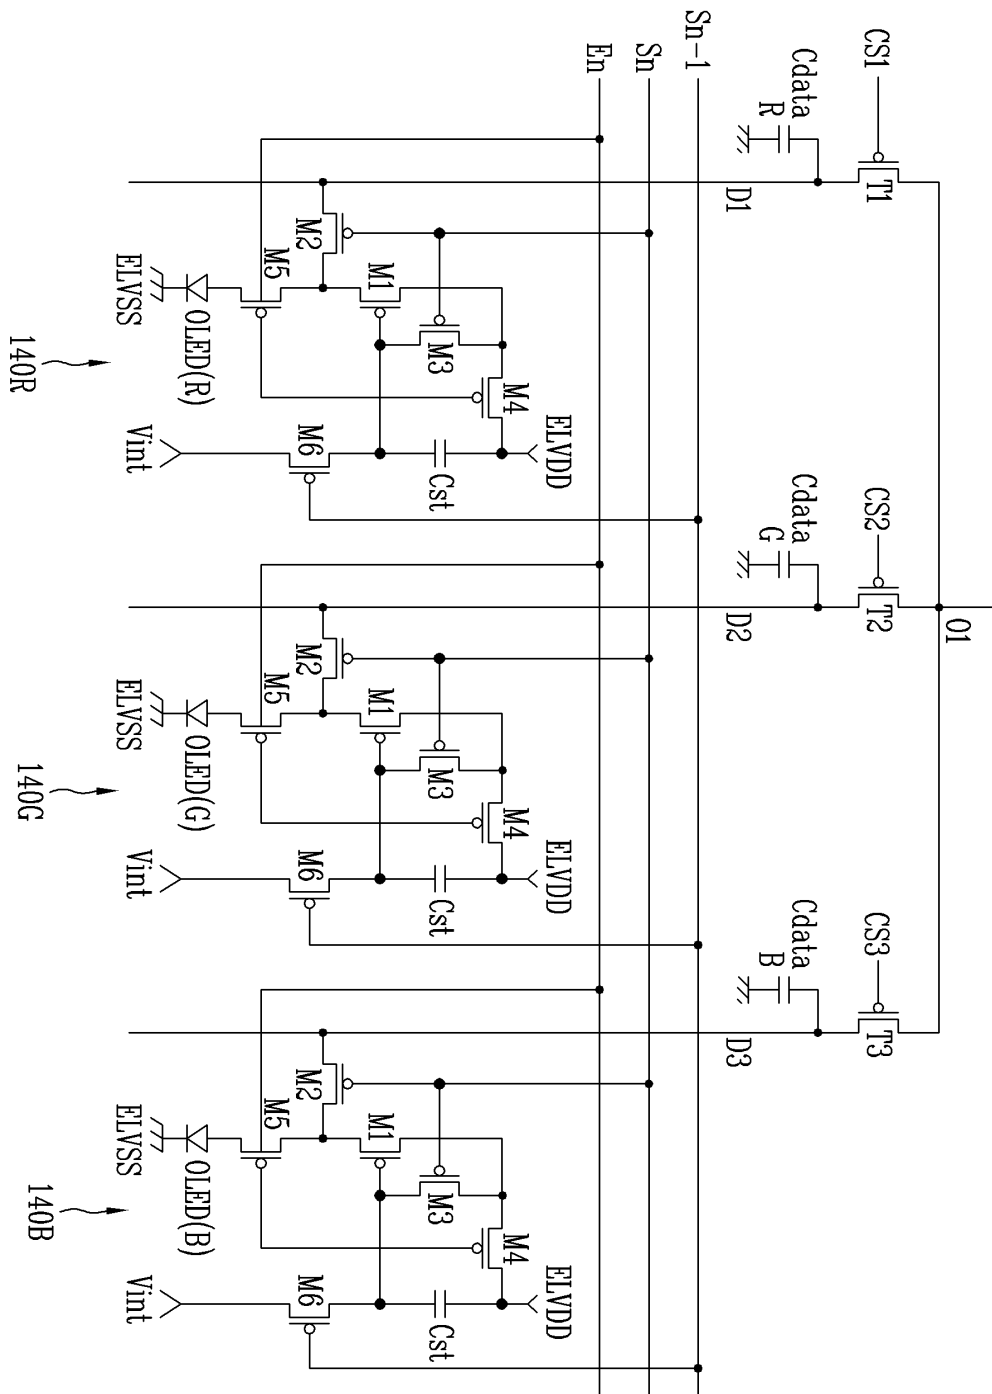 CS1
T1
Cdata
R
D1
Sn-1
Sn
En
M2
M5
M1
M3
M4
ELVSS
OLED(R)
ELVDD
M6
Cst
Vint
140R
O1
CS2
T2
Cdata
G
D2
M2
M5
M1
M3
M4
ELVSS
OLED(G)
ELVDD
M6
Cst
Vint
140G
CS3
T3
Cdata
B
D3
M2
M5
M1
M3
M4
ELVSS
OLED(B)
ELVDD
M6
Cst
Vint
140B